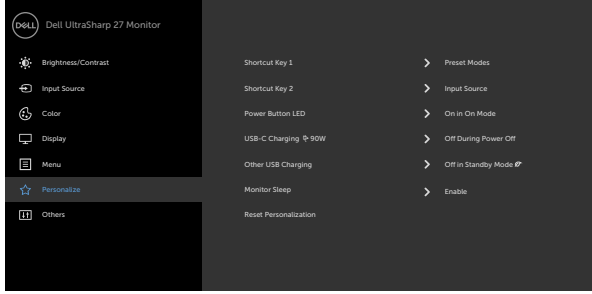 DELL Dell UltraSharp 27 Monitor
Brightness/Contrast Shortcut Key 1 Preset Modes
Input Source Shortcut Key 2 Input Source
Color Power Button LED On in On Mode
Display USB-C Charging 90W Off During Power Off
Menu Other USB Charging Off in Standby Mode
Personalize Monitor Sleep Enable
Others Reset Personalization